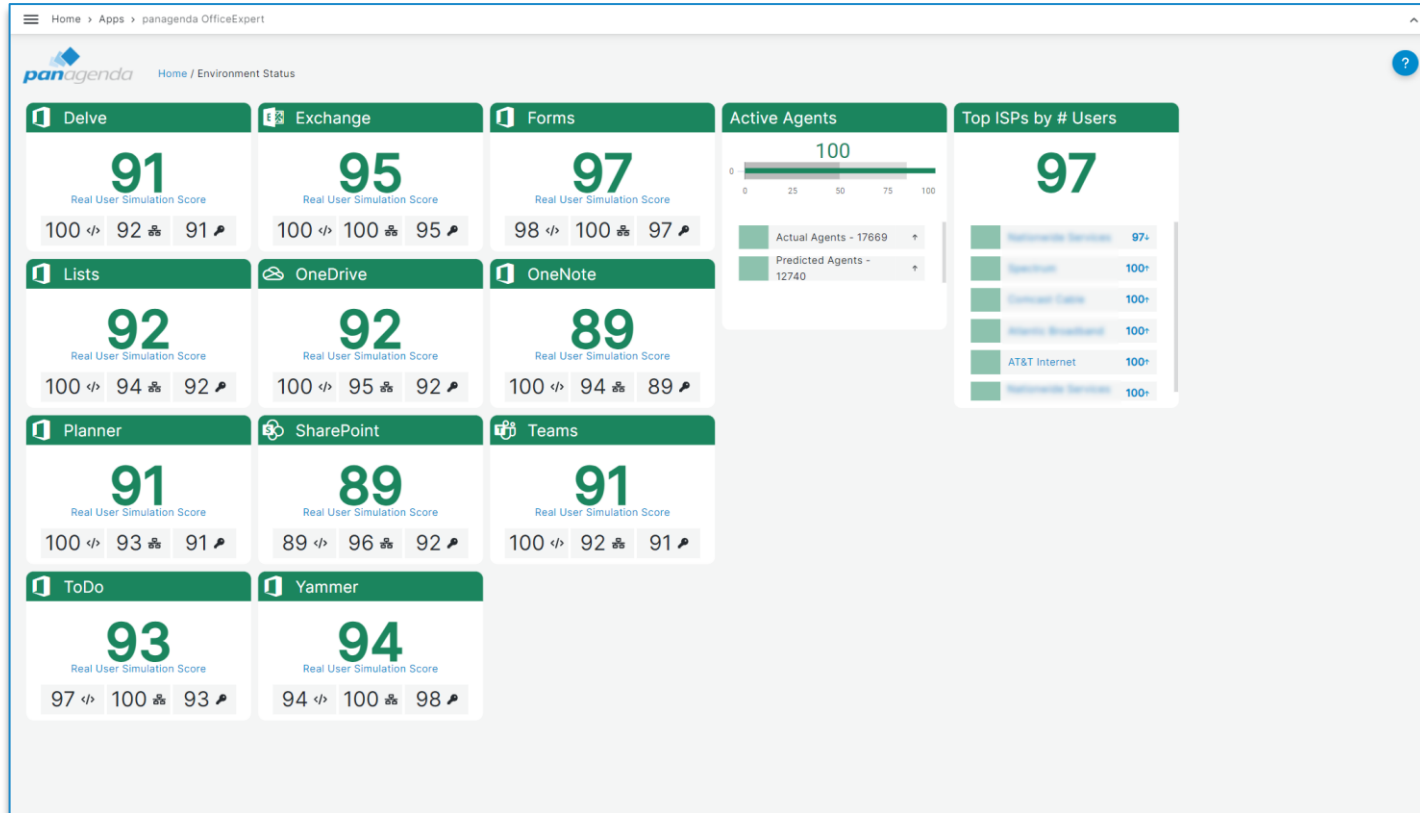 Home › Apps › panagenda OfficeExpert
panagenda
Home / Environment Status
?
Delve
91
Real User Simulation Score
100 </> 92 91
Exchange
95
Real User Simulation Score
100 </> 100 95
Forms
97
Real User Simulation Score
98 </> 100 97
Active Agents
100
0
0 25 50 75 100
Actual Agents - 17669 ↑
Predicted Agents -
12740 ↑
Top ISPs by # Users
97
97↓
100↑
100↑
100↑
AT&T Internet 100↑
100↑
Lists
92
Real User Simulation Score
100 </> 94 92
OneDrive
92
Real User Simulation Score
100 </> 95 92
OneNote
89
Real User Simulation Score
100 </> 94 89
Planner
91
Real User Simulation Score
100 </> 93 91
SharePoint
89
Real User Simulation Score
89 </> 96 92
Teams
91
Real User Simulation Score
100 </> 92 91
ToDo
93
Real User Simulation Score
97 </> 100 93
Yammer
94
Real User Simulation Score
94 </> 100 98